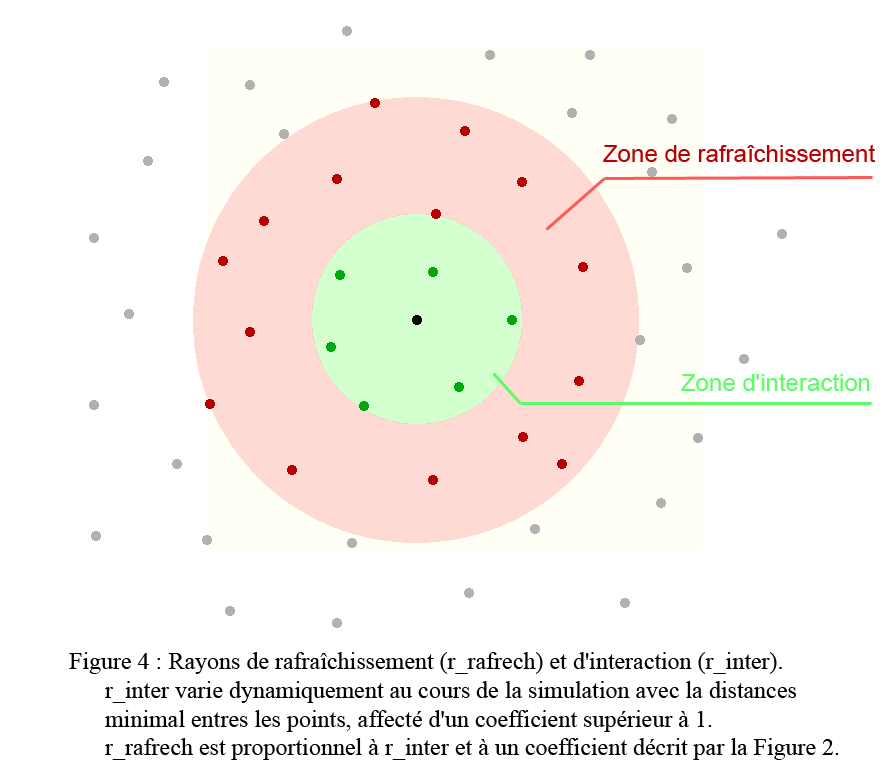 Zone de rafraîchissement
Zone d'interaction
Figure 4 : Rayons de rafraîchissement (r_rafrech) et d'interaction (r_inter).
r_inter varie dynamiquement au cours de la simulation avec la distances
minimal entres les points, affecté d'un coefficient supérieur à 1.
r_rafrech est proportionnel à r_inter et à un coefficient décrit par la Figure 2.